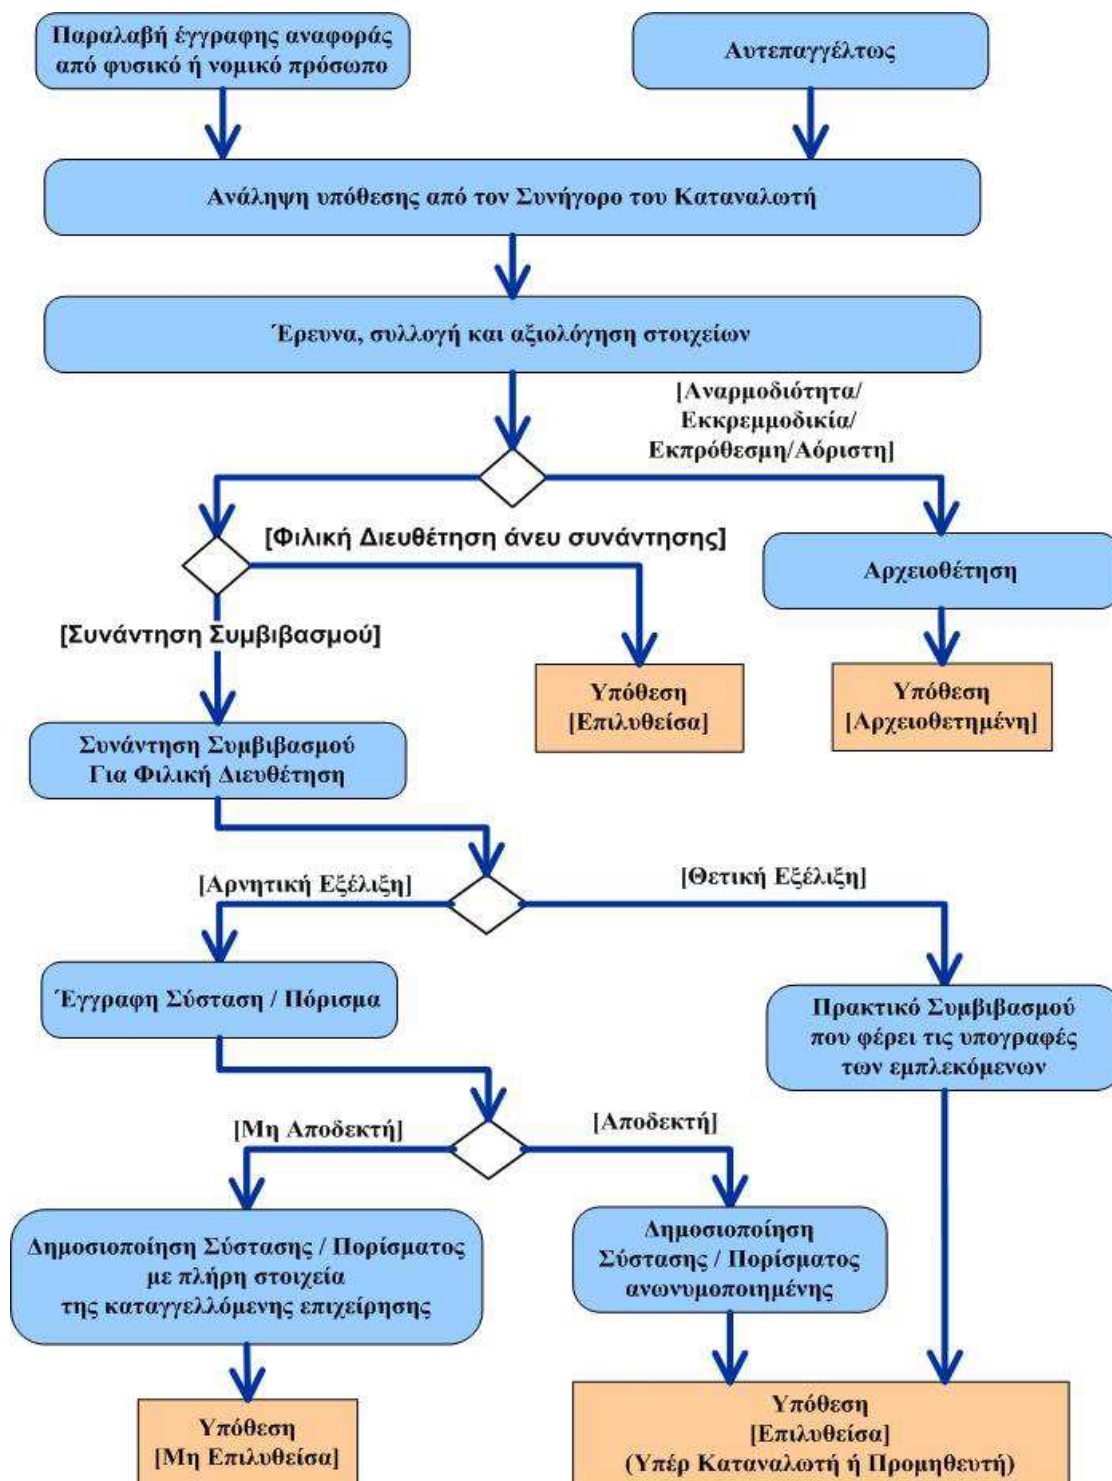 Παραλαβή έγγραφης αναφοράς
από φυσικό ή νομικό πρόσωπο
Αυτεπαγγέλτως
Ανάληψη υπόθεσης από τον Συνήγορο του Καταναλωτή
Έρευνα, συλλογή και αξιολόγηση στοιχείων
[Αναρμοδιότητα/
Εκκρεμμοδικία/
Εκπρόθεσμη/Αόριστη]
[Φιλική Διευθέτηση άνευ συνάντησης]
Αρχειοθέτηση
[Συνάντηση Συμβιβασμού]
Υπόθεση
[Επιλυθείσα]
Υπόθεση
[Αρχειοθετημένη]
Συνάντηση Συμβιβασμού
Για Φιλική Διευθέτηση
[Αρνητική Εξέλιξη]
[Θετική Εξέλιξη]
Έγγραφη Σύσταση / Πόρισμα
Πρακτικό Συμβιβασμού
που φέρει τις υπογραφές
των εμπλεκόμενων
[Μη Αποδεκτή]
[Αποδεκτή]
Δημοσιοποίηση Σύστασης / Πορίσματος
με πλήρη στοιχεία
της καταγγελλόμενης επιχείρησης
Δημοσιοποίηση
Σύστασης / Πορίσματος
ανωνυμοποιημένης
Υπόθεση
[Μη Επιλυθείσα]
Υπόθεση
[Επιλυθείσα]
(Υπέρ Καταναλωτή ή Προμηθευτή)